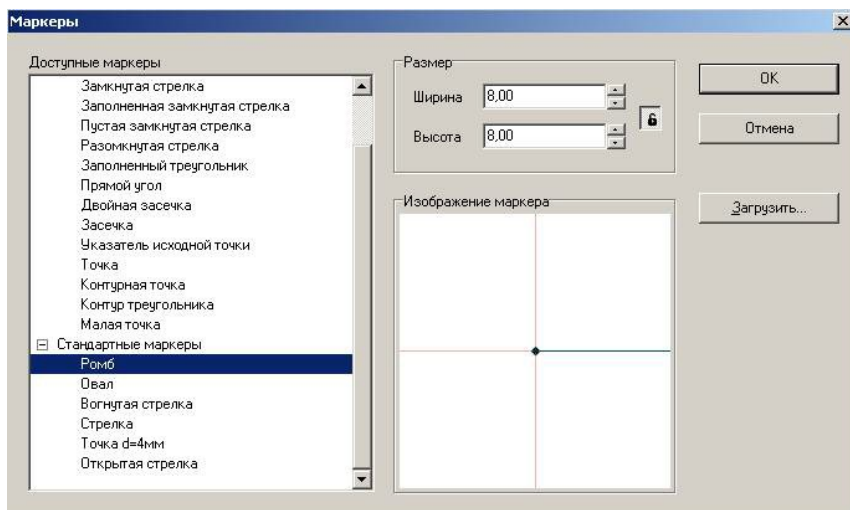 Маркеры
Доступные маркеры
Замкнутая стрелка
Заполненная замкнутая стрелка
Пустая замкнутая стрелка
Разомкнутая стрелка
Заполненный треугольник
Прямой угол
Двойная засечка
Засечка
Указатель исходной точки
Точка
Контурная точка
Контур треугольника
Малая точка
Стандартные маркеры
Ромб
Овал
Вогнутая стрелка
Стрелка
Точка d=4мм
Открытая стрелка
Размер
Ширина 8,00
Высота 8,00
Изображение маркера
OK
Отмена
Загрузить...